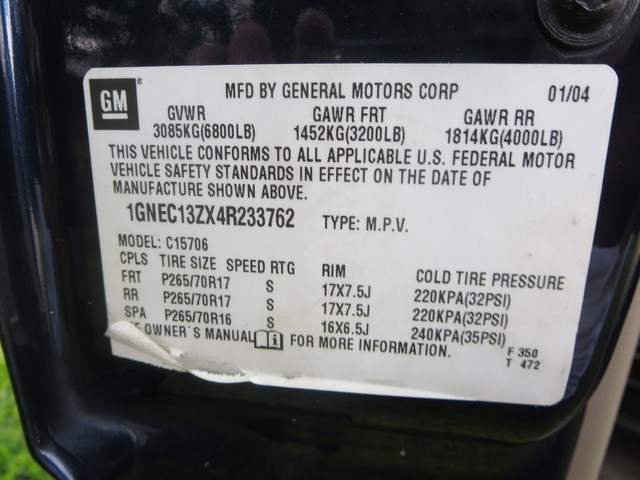 GM ®
MFD BY GENERAL MOTORS CORP 01/04
GVWR GAWR FRT GAWR RR
3085KG(6800LB) 1452KG(3200LB) 1814KG(4000LB)
THIS VEHICLE CONFORMS TO ALL APPLICABLE U.S. FEDERAL MOTOR
VEHICLE SAFETY STANDARDS IN EFFECT ON THE DATE OF
MANUFACTURE SHOWN ABOVE.
1GNEC13ZX4R233762 TYPE: M.P.V.
MODEL: C15706
CPLS TIRE SIZE SPEED RTG RIM COLD TIRE PRESSURE
FRT P265/70R17 S 17X7.5J 220KPA(32PSI)
RR P265/70R17 S 17X7.5J 220KPA(32PSI)
SPA P265/70R16 S 16X6.5J 240KPA(35PSI)
E OWNER'S MANUAL i FOR MORE INFORMATION.
F 350
T 472